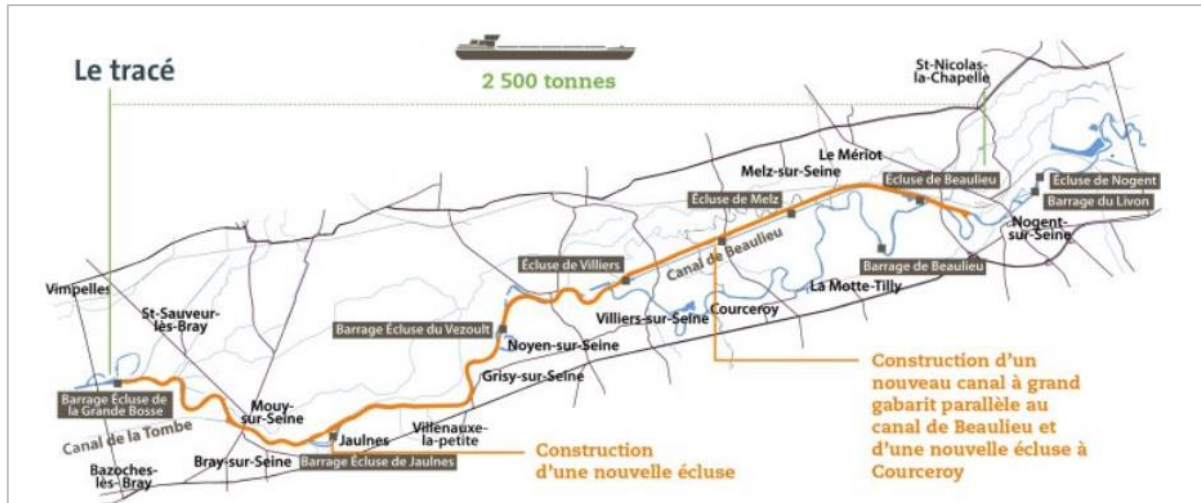 Le tracé
2 500 tonnes
St-Nicolas-
la-Chapelle
Le Mériot
Melz-sur-Seine
Écluse de Beaulieu
Écluse de Nogent
Barrage du Livon
Écluse de Melz
Nogent-
sur-Seine
Canal de Beaulieu
Barrage de Beaulieu
Écluse de Villiers
La Motte-Tilly
Vimpelles
St-Sauveur-
lès-Bray
Villiers-sur-Seine
Courceroy
Barrage Écluse du Vezoult
Noyen-sur-Seine
Grisy-sur-Seine
Barrage Écluse de
la Grande Bosse
Mouy-
sur-Seine
Canal de la Tombe
Jaulnes
Villenauxe-
la-petite
Bray-sur-Seine
Barrage Écluse de Jaulnes
Bazoches-
lès- Bray
Construction
d'une nouvelle écluse
Construction d'un
nouveau canal à grand
gabarit parallèle au
canal de Beaulieu et
d'une nouvelle écluse à
Courceroy